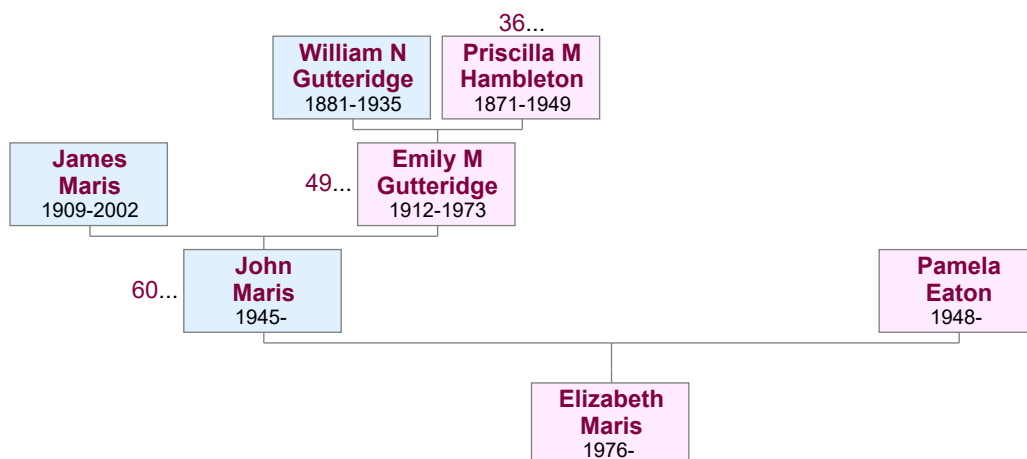 36...
William N
Gutteridge
1881-1935
Priscilla M
Hambleton
1871-1949
James
Maris
1909-2002
49...
Emily M
Gutteridge
1912-1973
60...
John
Maris
1945-
Pamela
Eaton
1948-
Elizabeth
Maris
1976-